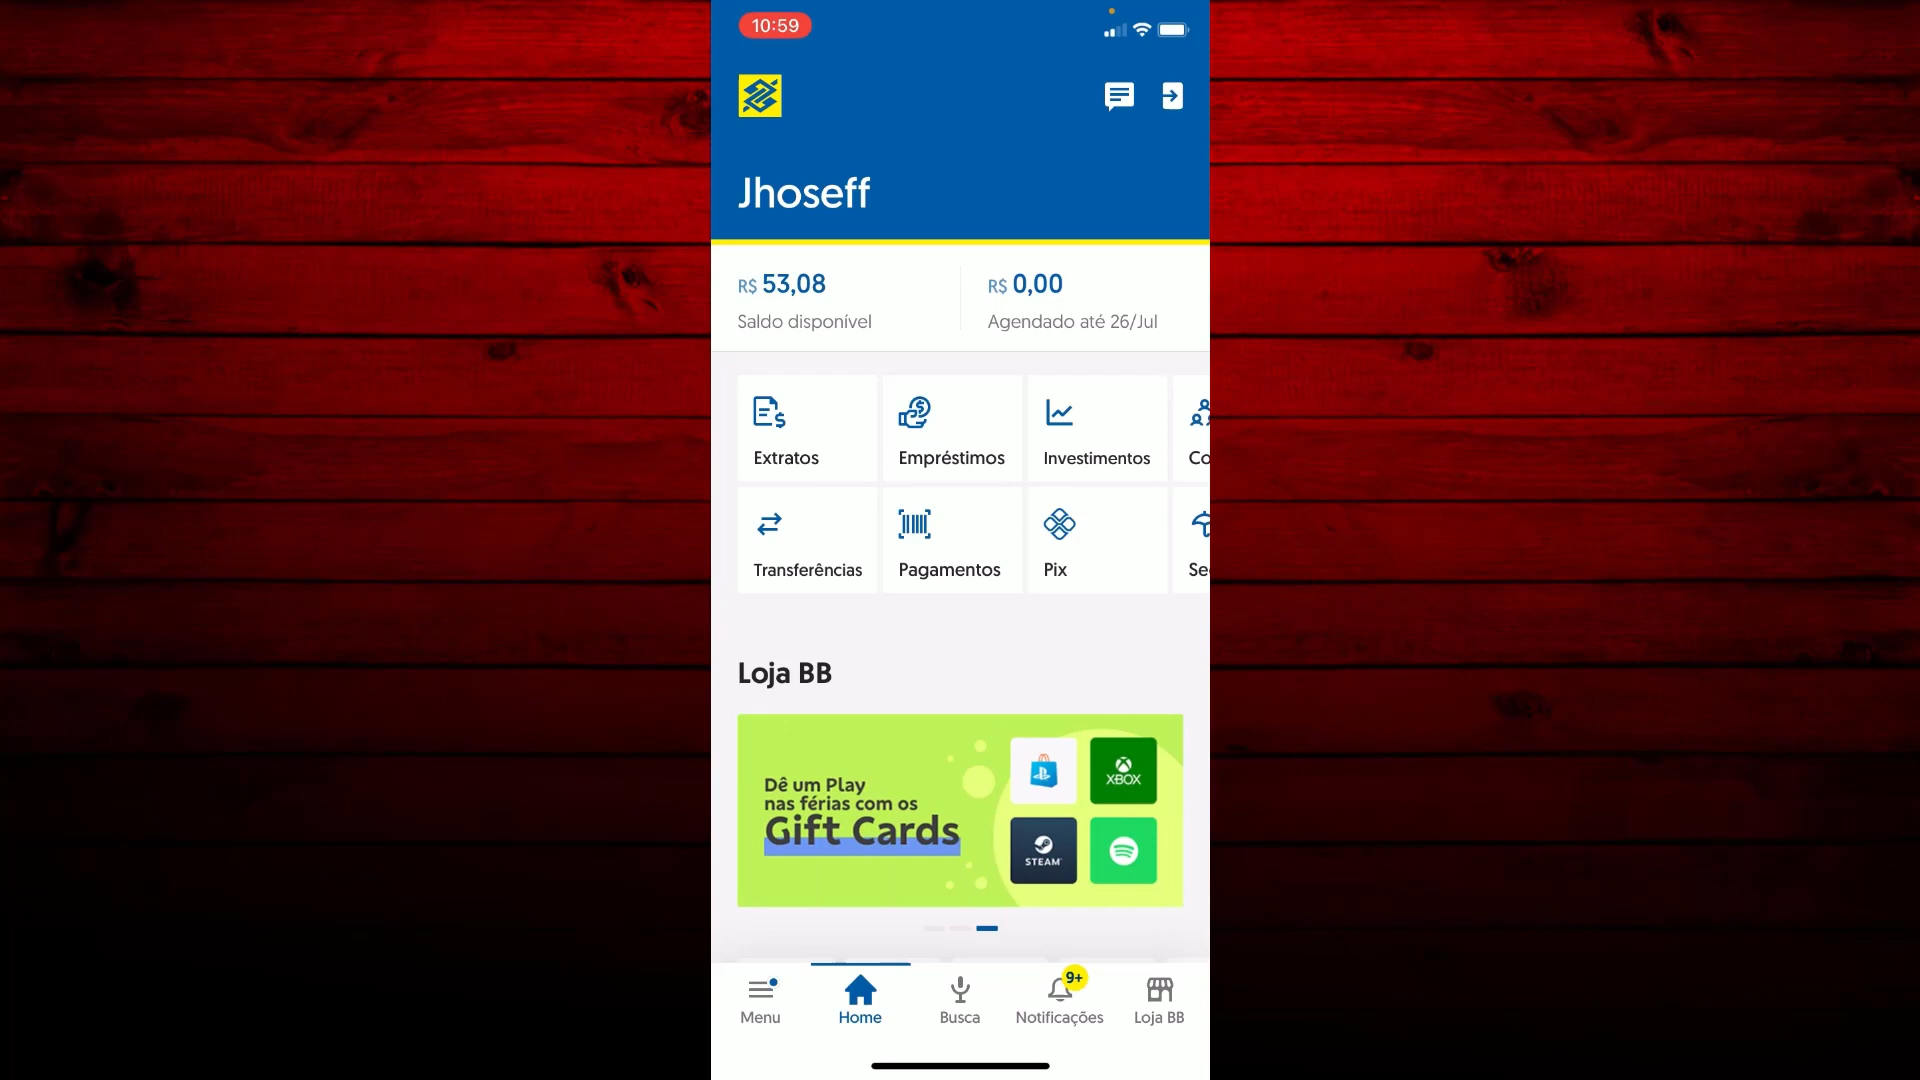 10:59
Jhoseff
R$ 53,08
Saldo disponível
R$ 0,00
Agendado até 26/Jul
Extratos
Empréstimos
Investimentos
Co
Transferências
Pagamentos
Pix
Se
Loja BB
Dê um Play
nas férias com os
Gift Cards
XBOX
STEAM
Menu
Home
Busca
9+
Notificações
Loja BB